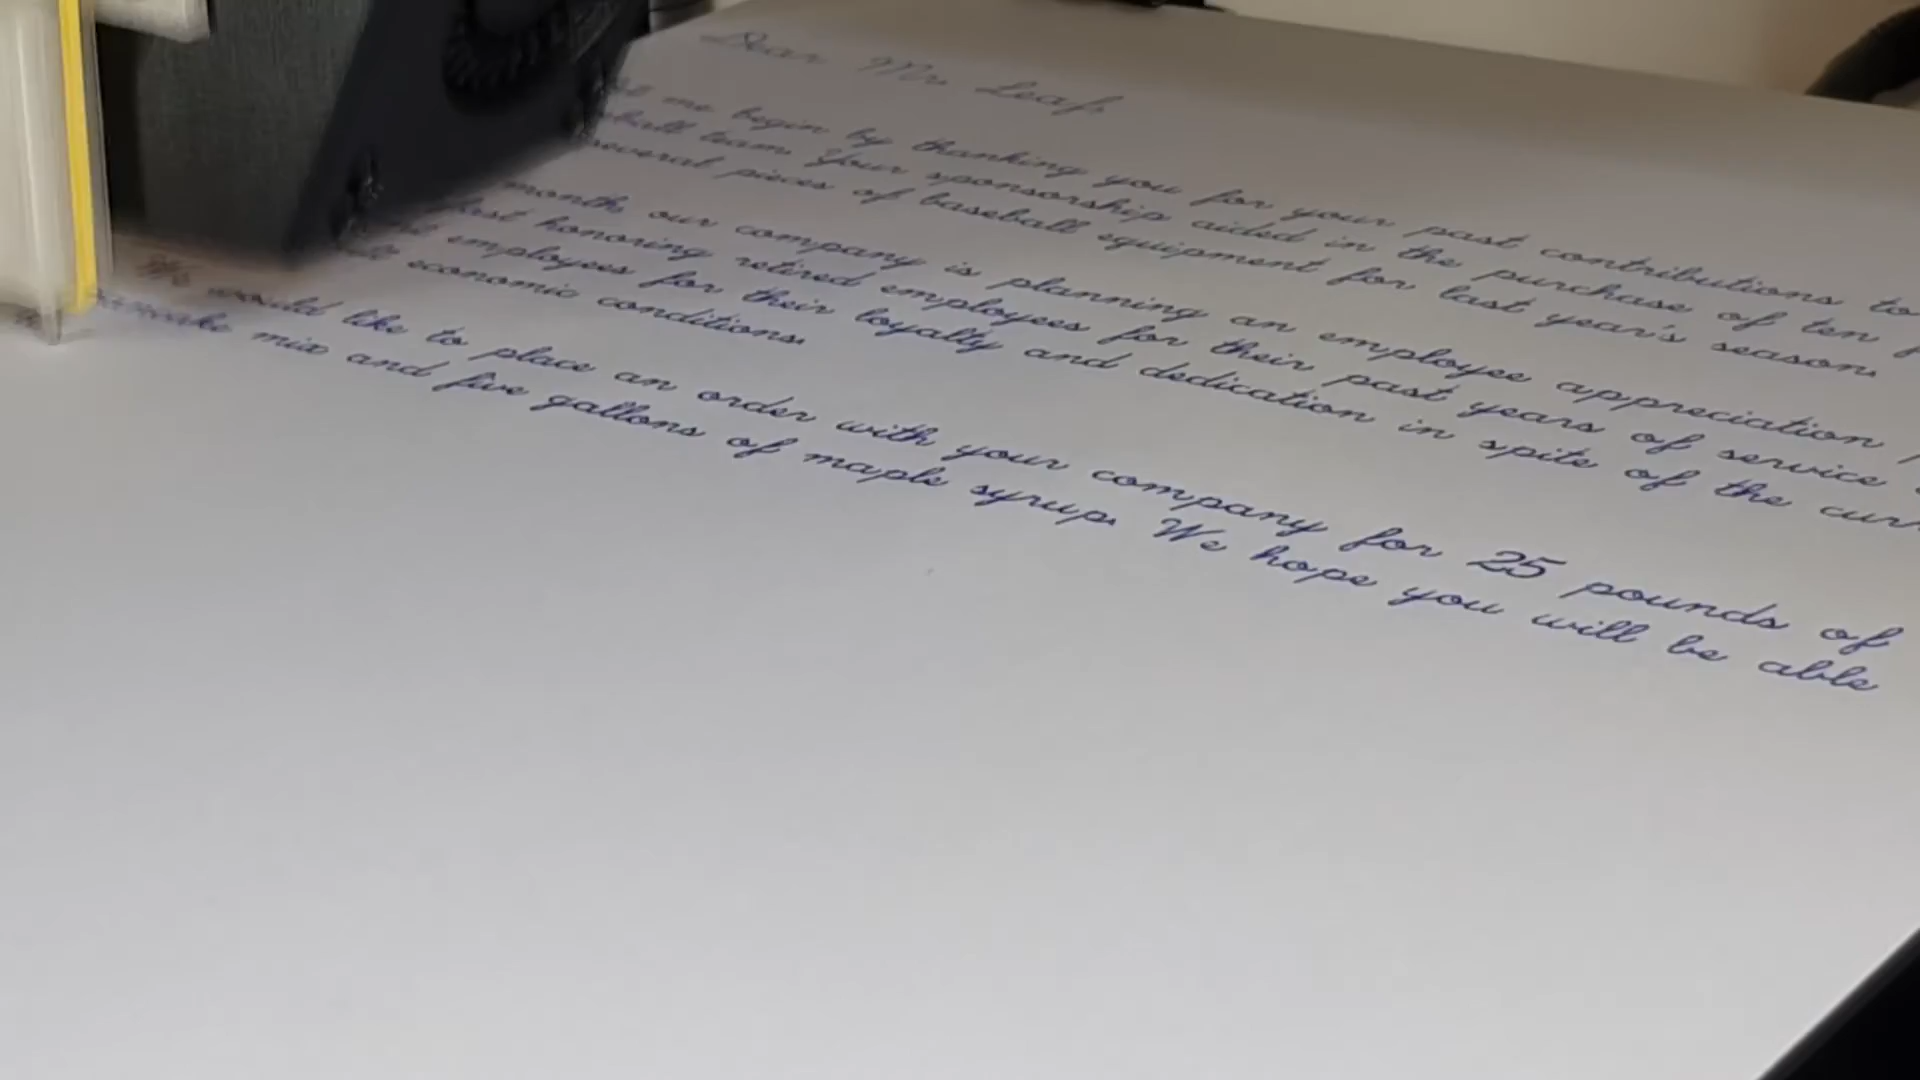 Dear Mr. Leaf,
me begin by thanking you for your past contributions to
team. Your sponsorship aided in the purchase of ten
several pieces of baseball equipment for last year's season.
month our company is planning an employee appreciation
honoring retired employees for their past years of service
employees for their loyalty and dedication in spite of the
economic conditions.
We would like to place an order with your company for 25 pounds of
mix and five gallons of maple syrup. We hope you will be able